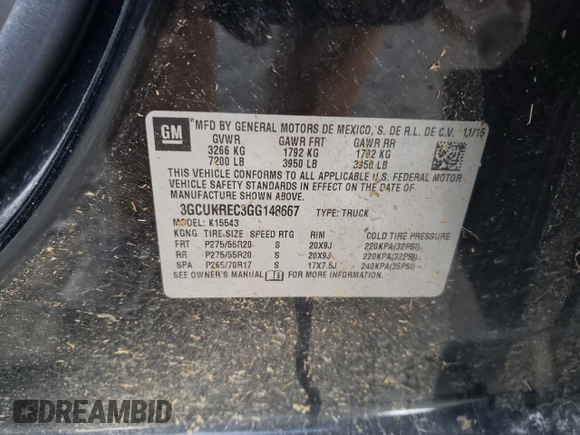 GM
MFD BY GENERAL MOTORS DE MEXICO, S. DE R.L. DE C.V. 11/15
GVWR GAWR FRT GAWR RR
3266 KG 1792 KG 1792 KG
7200 LB 3950 LB 3950 LB
THIS VEHICLE CONFORMS TO ALL APPLICABLE U.S. FEDERAL MOTOR
VEHICLE SAFETY STANDARDS IN EFFECT ON THE DATE OF
MANUFACTURE SHOWN ABOVE.
3GCUKREC3GG148667 TYPE: TRUCK
MODEL: K15543
KGNG TIRE-SIZE SPEED RTG RIM COLD TIRE PRESSURE
FRT P275/55R20 S 20X9J 220KPA(32PSI)
RR P275/55R20 S 20X9J 220KPA(32PSI)
SPA P265/70R17 S 17X7.5J 240KPA(35PSI)
SEE OWNER'S MANUAL FOR MORE INFORMATION.
DREAMBID